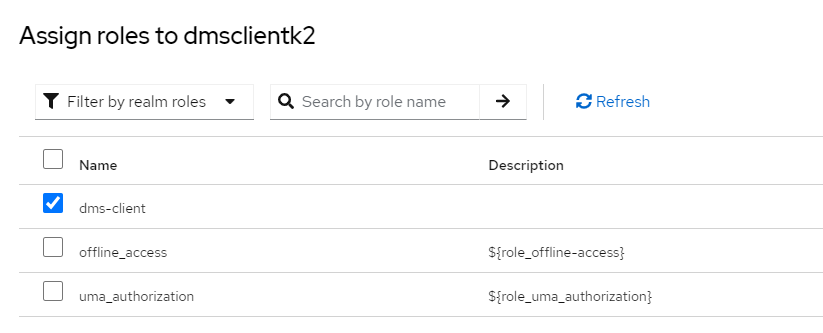 Assign roles to dmsclientk2
Filter by realm roles Search by role name Refresh
Name Description
dms-client
offline_access ${role_offline-access}
uma_authorization ${role_uma_authorization}